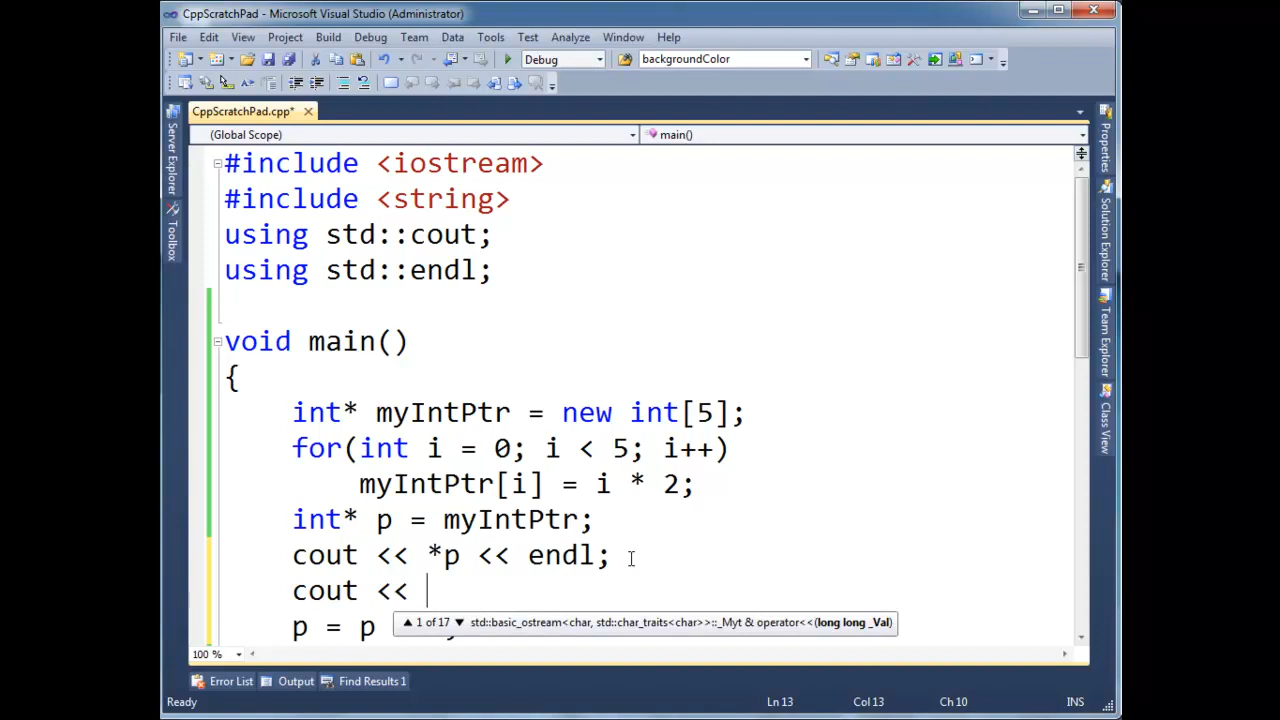 CppScratchPad - Microsoft Visual Studio (Administrator)
File Edit View Project Build Debug Team Data Tools Test Analyze Window Help
Debug backgroundColor
CppScratchPad.cpp*
(Global Scope) main()
#include <iostream>
#include <string>
using std::cout;
using std::endl;
void main()
{
int* myIntPtr = new int[5];
for(int i = 0; i < 5; i++)
myIntPtr[i] = i * 2;
int* p = myIntPtr;
cout << *p << endl;
cout <<
1 of 17 std::basic_ostream<char, std::char_traits<char>>::_Myt & operator<<(long long _Val)
p = p
100 %
Error List Output Find Results 1
Ready Ln 13 Col 13 Ch 10 INS
Server Explorer
Toolbox
Properties
Solution Explorer
Team Explorer
Class View